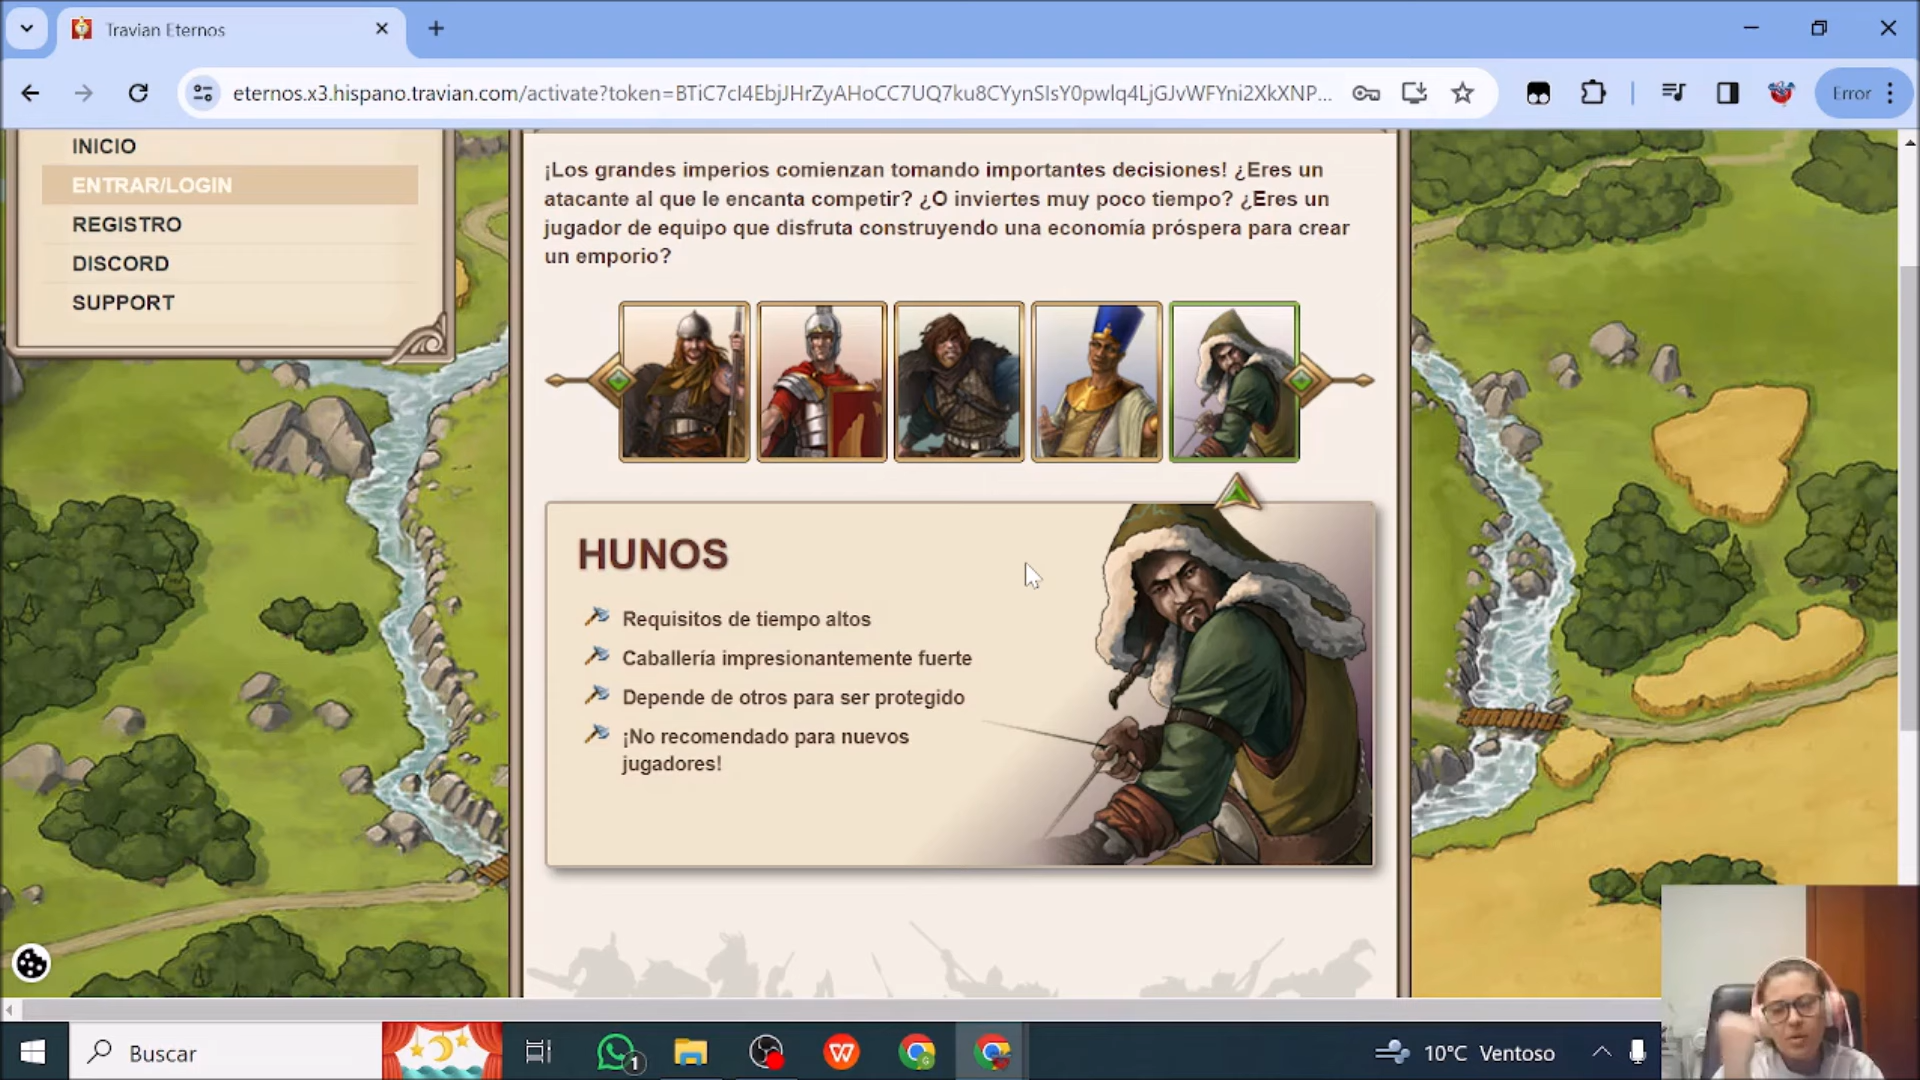 Travian Eternos
eternos.x3.hispano.travian.com/activate?token=BTiC7cI4EbjJHrZyAHoCC7UQ7ku8CYynSIsY0pwlq4LjGJvWFYni2XkXNP...
Error
INICIO
ENTRAR/LOGIN
REGISTRO
DISCORD
SUPPORT
¡Los grandes imperios comienzan tomando importantes decisiones! ¿Eres un
atacante al que le encanta competir? ¿O inviertes muy poco tiempo? ¿Eres un
jugador de equipo que disfruta construyendo una economía próspera para crear
un emporio?
HUNOS
Requisitos de tiempo altos
Caballería impresionantemente fuerte
Depende de otros para ser protegido
¡No recomendado para nuevos
jugadores!
Buscar
1
10°C Ventoso